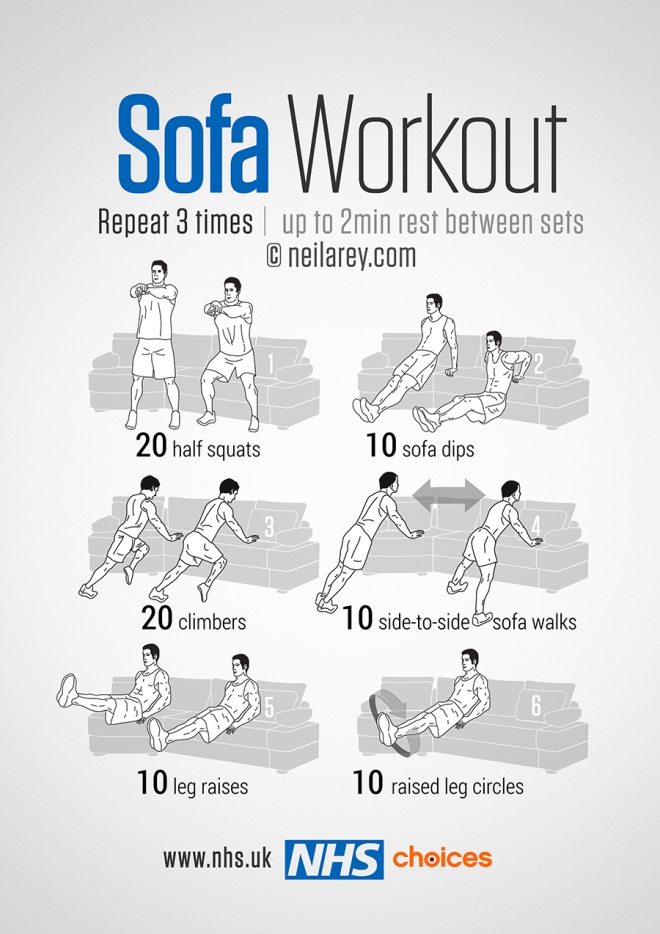 Sofa Workout
Repeat 3 times | up to 2min rest between sets
© neilarey.com
1
2
20 half squats
10 sofa dips
3
4
20 climbers
10 side-to-side sofa walks
5
6
10 leg raises
10 raised leg circles
www.nhs.uk NHS choices